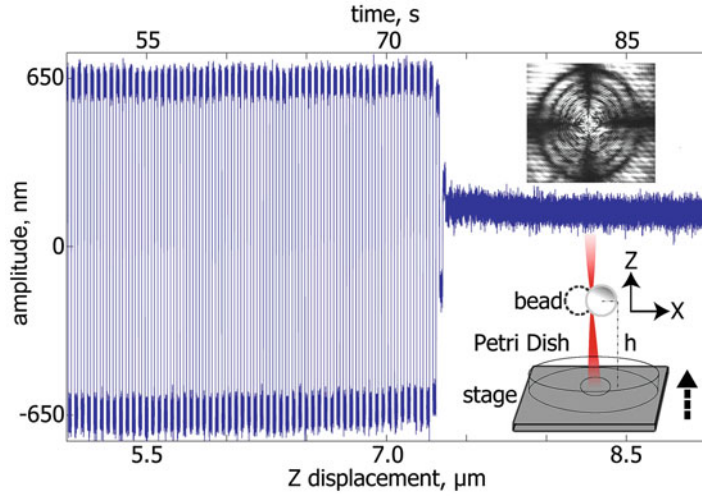 time, s
55 70 85
650
0
-650
amplitude, nm
bead
Z
X
Petri Dish
h
stage
5.5 7.0 8.5
Z displacement, µm